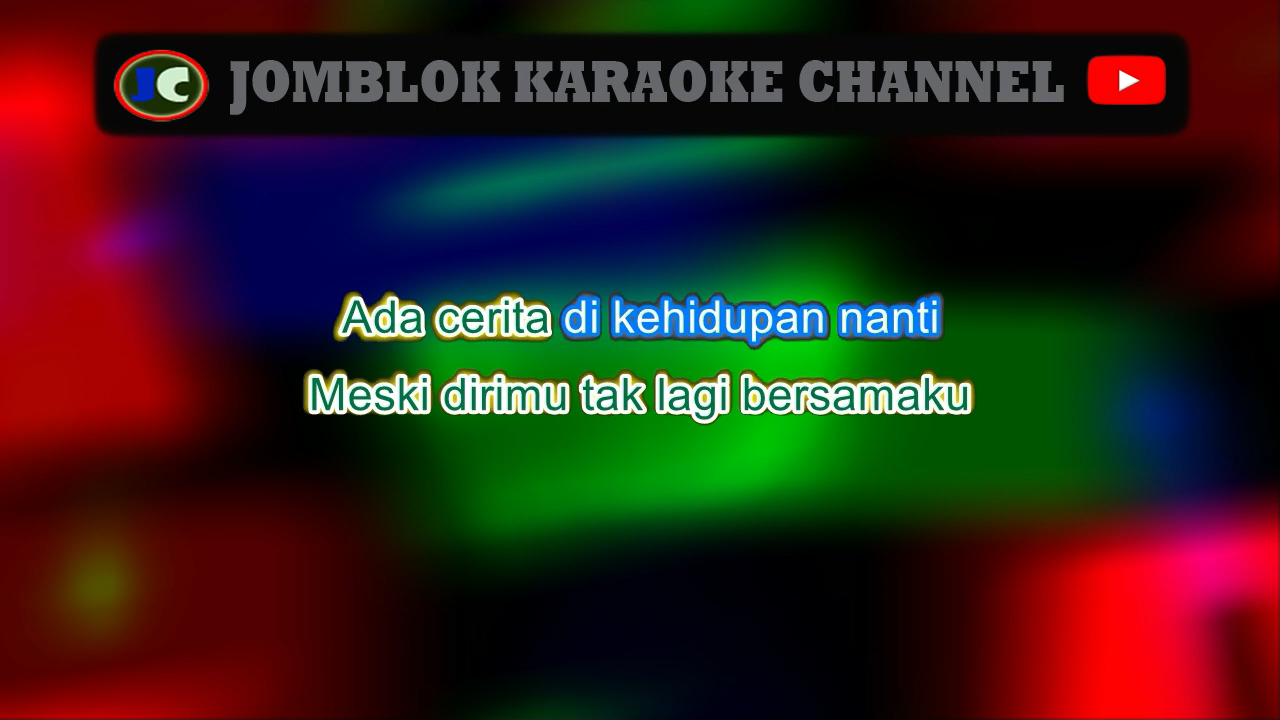 JC JOMBLOK KARAOKE CHANNEL
Ada cerita di kehidupan nanti
Meski dirimu tak lagi bersamaku